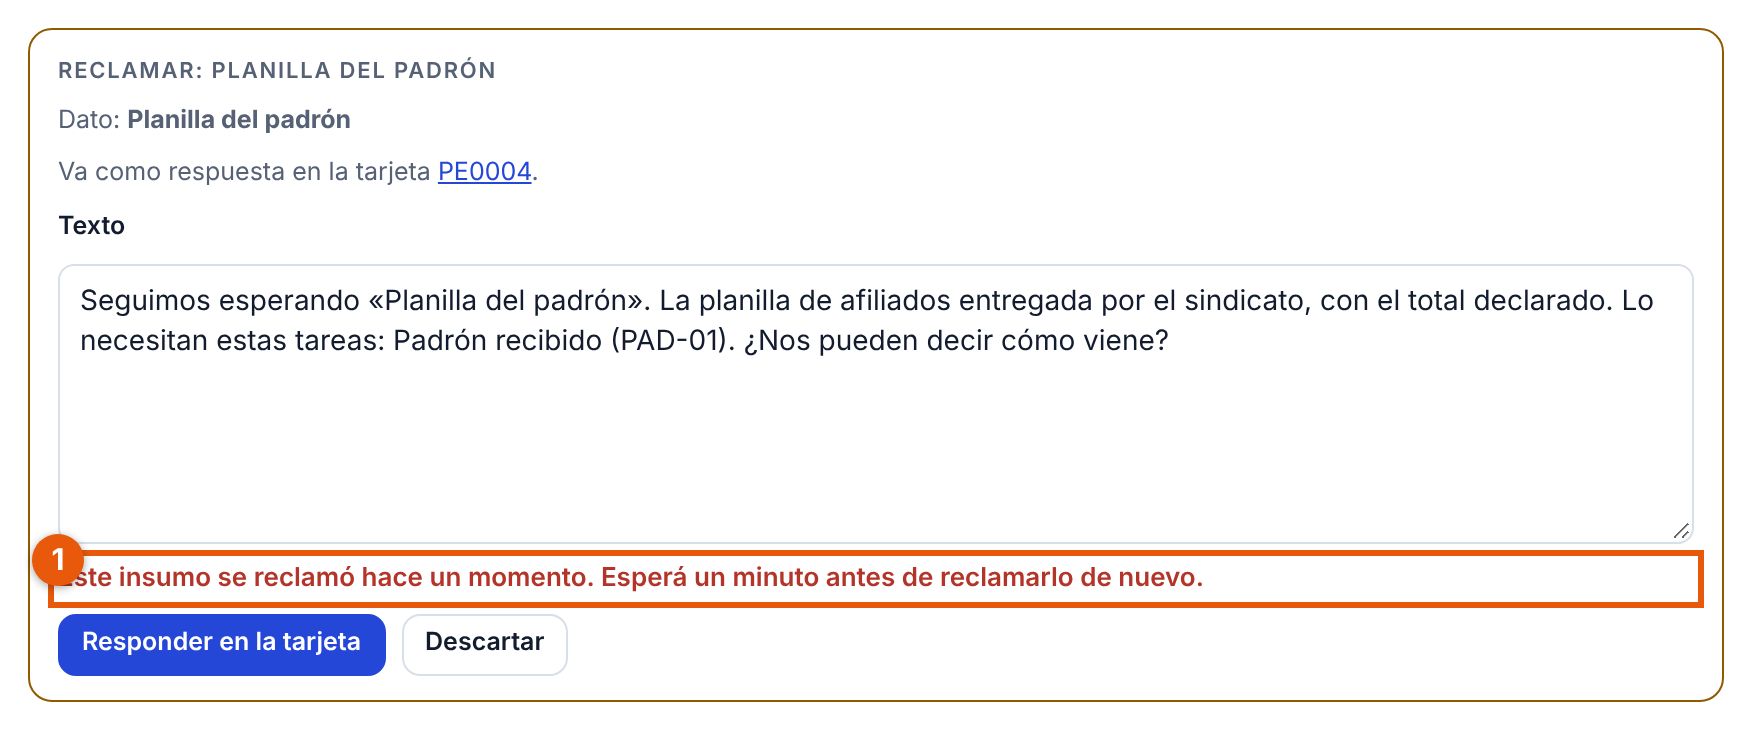 RECLAMAR: PLANILLA DEL PADRÓN
Dato: Planilla del padrón
Va como respuesta en la tarjeta PE0004.
Texto
Seguimos esperando «Planilla del padrón». La planilla de afiliados entregada por el sindicato, con el total declarado. Lo
necesitan estas tareas: Padrón recibido (PAD-01). ¿Nos pueden decir cómo viene?
1
Este insumo se reclamó hace un momento. Esperá un minuto antes de reclamarlo de nuevo.
Responder en la tarjeta
Descartar